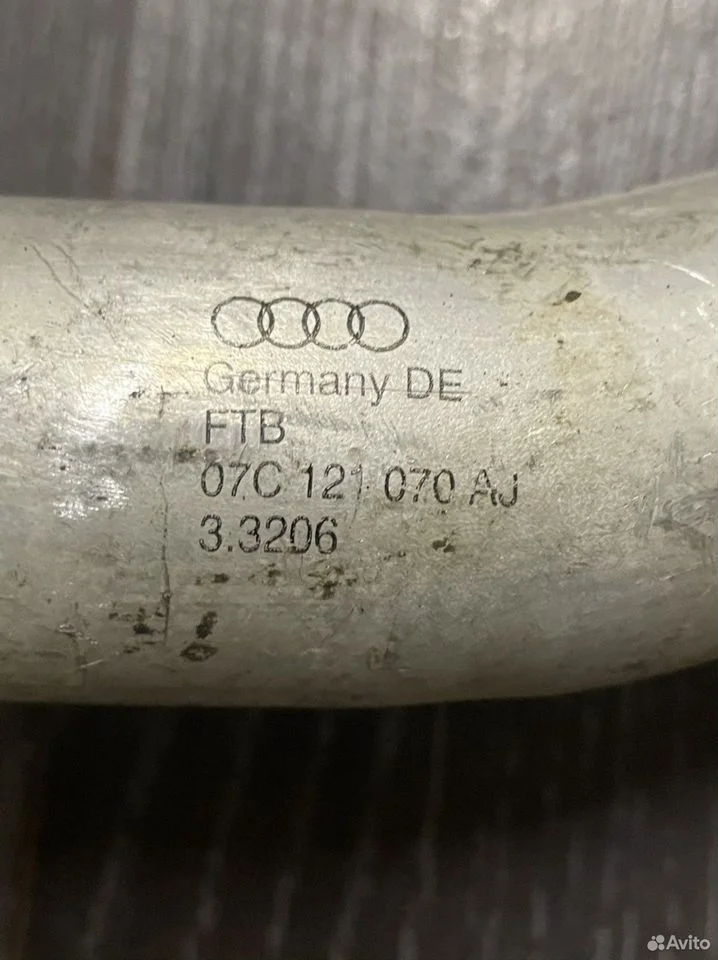 Germany DE
FTB
07C 121 070 AJ
3.3206
Avito